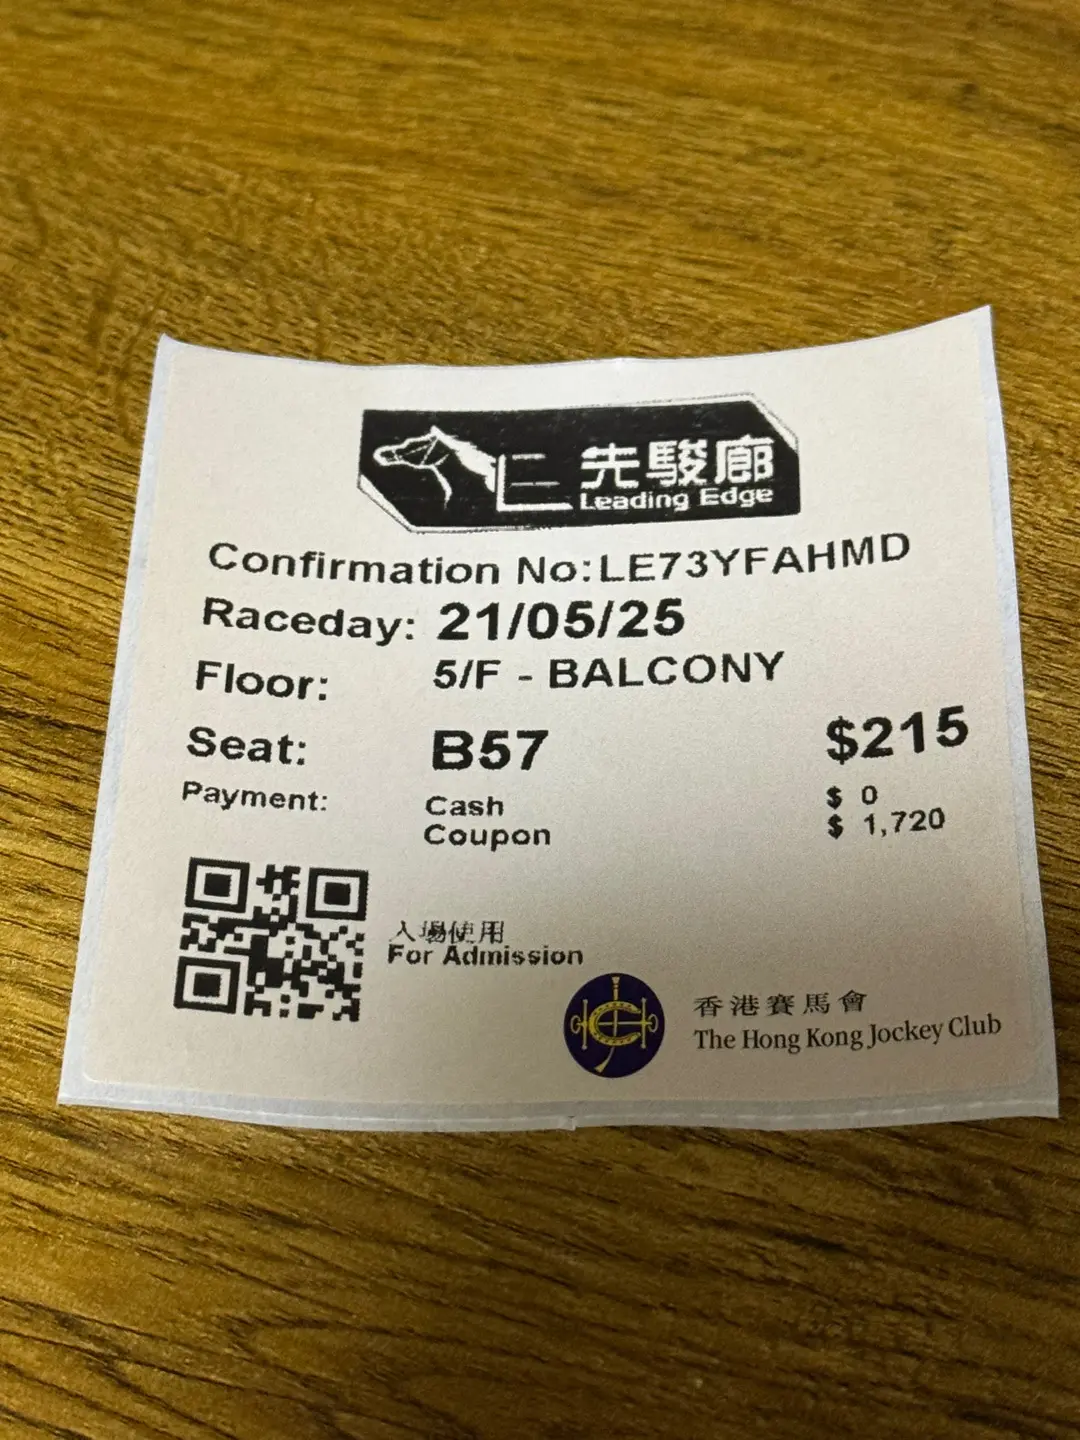 先駿廊
Leading Edge
Confirmation No:LE73YFAHMD
Raceday: 21/05/25
Floor: 5/F - BALCONY
Seat: B57 $215
Payment: Cash $ 0
Coupon $ 1,720
入場使用
For Admission
香港賽馬會
The Hong Kong Jockey Club